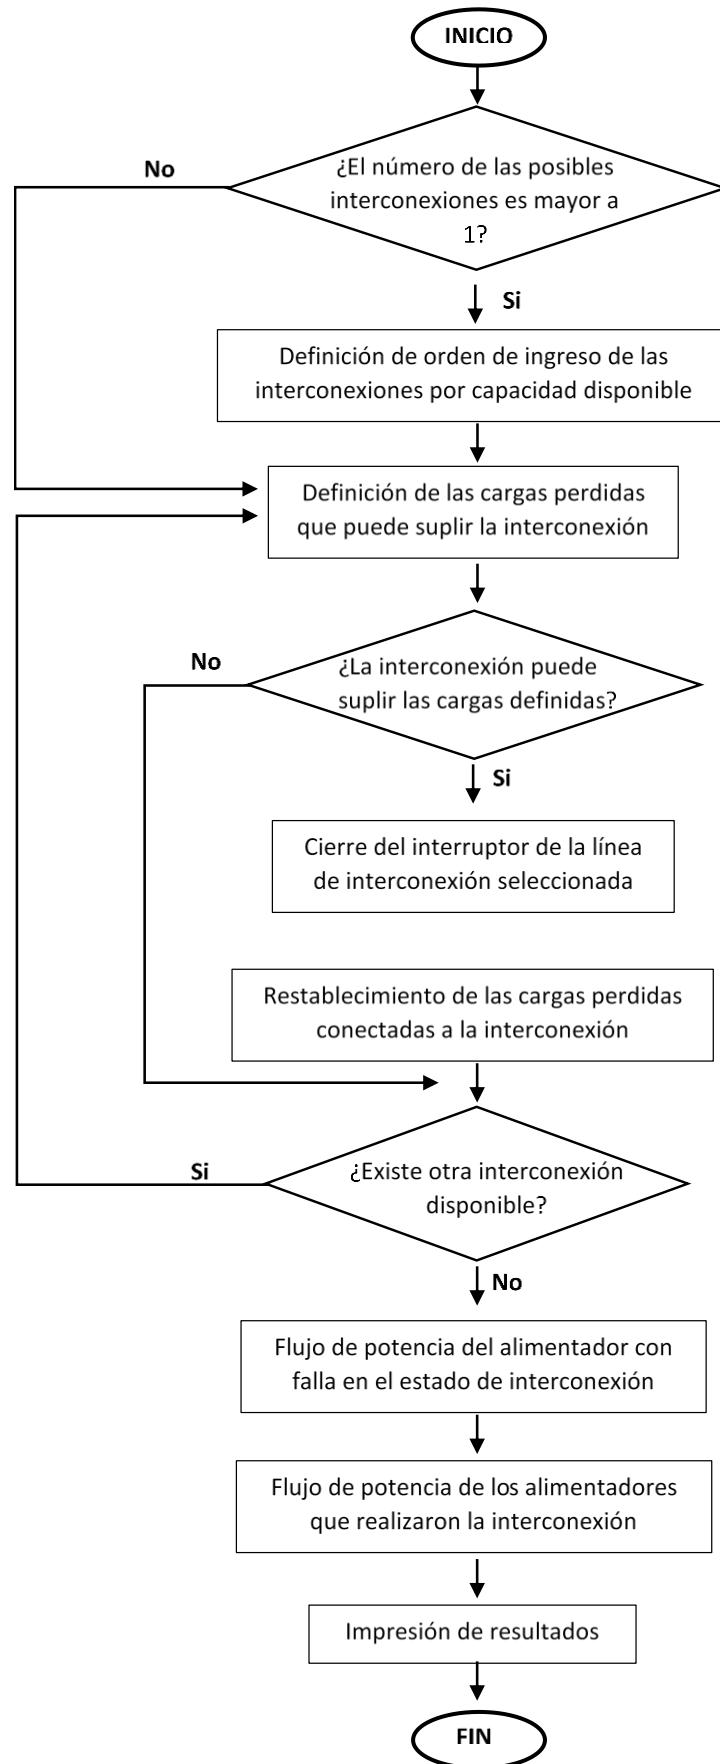 INICIO
No
¿El número de las posibles
interconexiones es mayor a
1?
Si
Definición de orden de ingreso de las
interconexiones por capacidad disponible
Definición de las cargas perdidas
que puede suplir la interconexión
No
¿La interconexión puede
suplir las cargas definidas?
Si
Cierre del interruptor de la línea
de interconexión seleccionada
Restablecimiento de las cargas perdidas
conectadas a la interconexión
Si
¿Existe otra interconexión
disponible?
No
Flujo de potencia del alimentador con
falla en el estado de interconexión
Flujo de potencia de los alimentadores
que realizaron la interconexión
Impresión de resultados
FIN